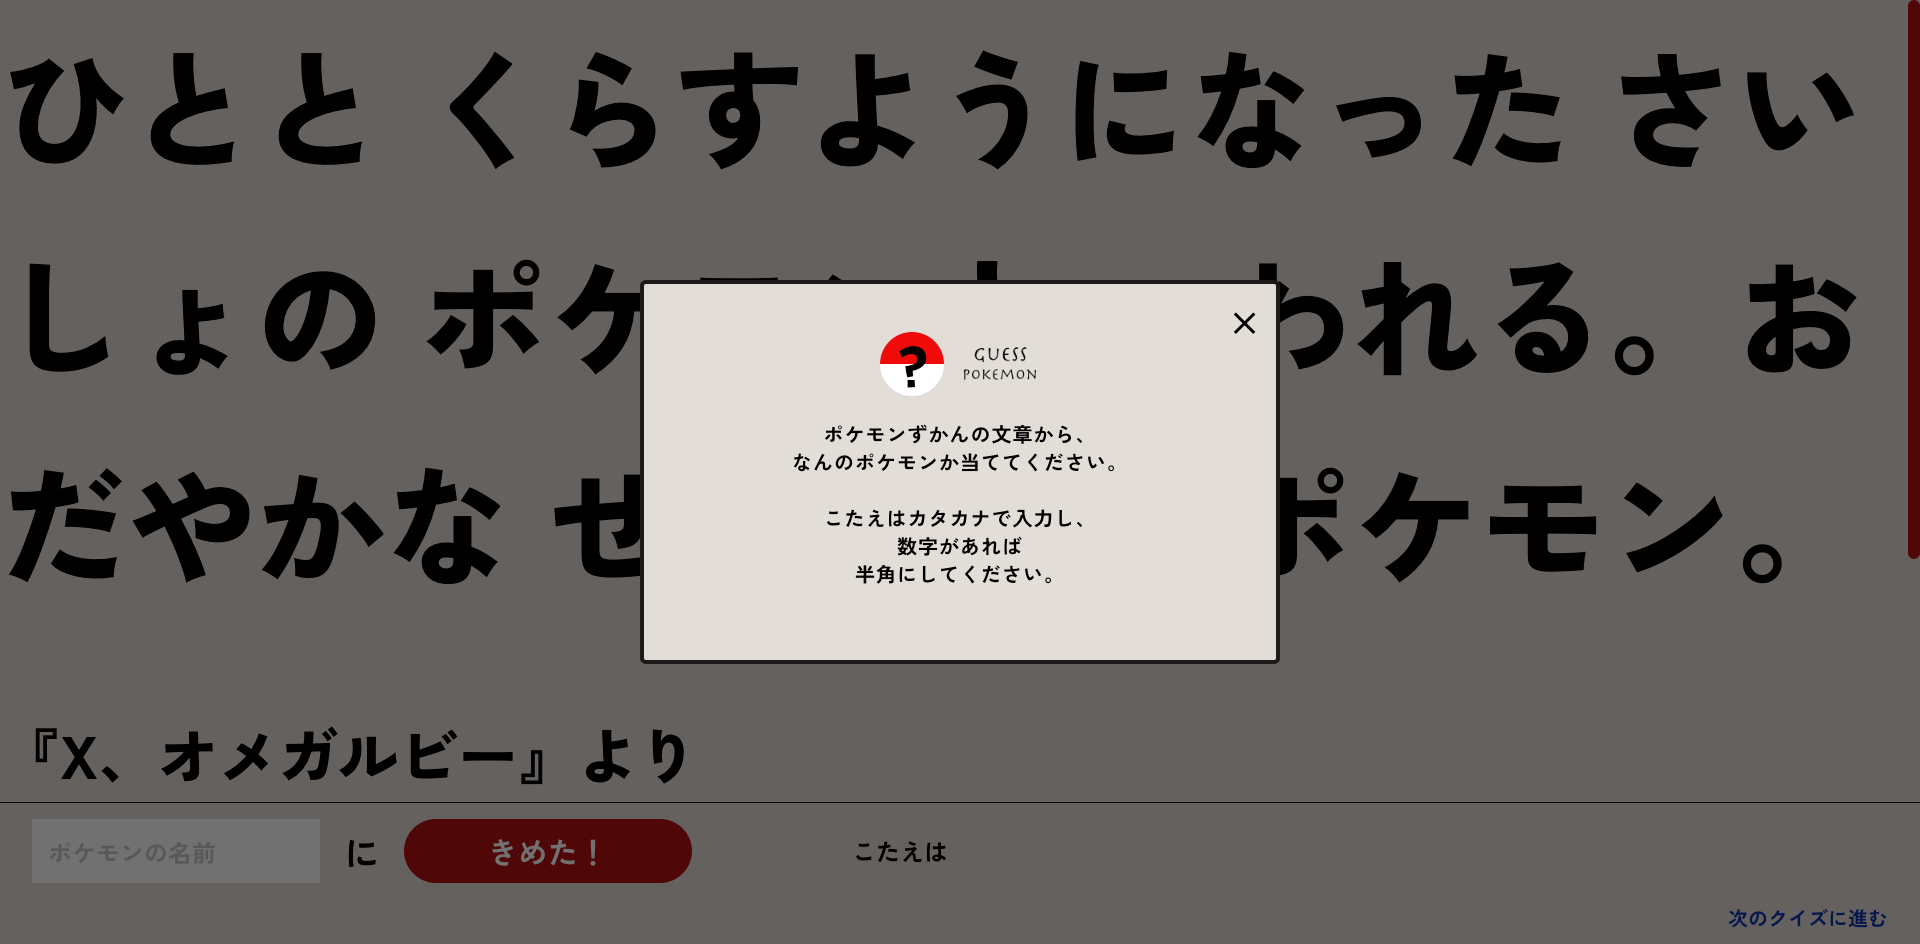 ひとと くらすようになった さい
しょの ポケ われる。お
だやかな ポケモン。
?
GUESS
POKEMON
ポケモンずかんの文章から、
なんのポケモンか当ててください。
こたえはカタカナで入力し、
数字があれば
半角にしてください。
『X、オメガルビー』より
ポケモンの名前 に きめた！ こたえは
次のクイズに進む